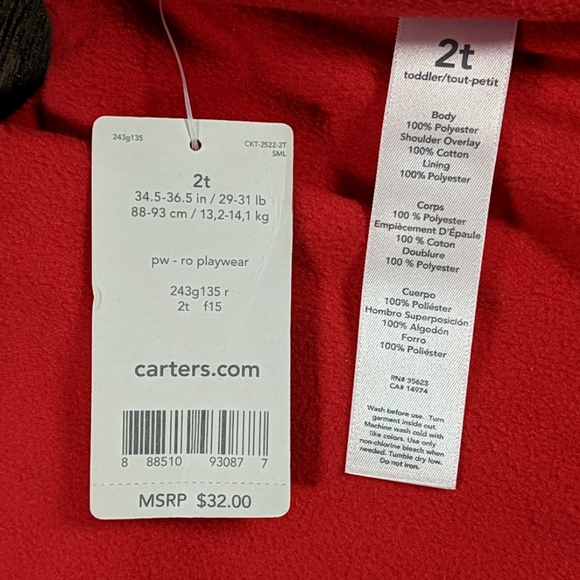 243g135
CKT-2522-2T
SML
2t
34.5-36.5 in / 29-31 lb
88-93 cm / 13,2-14,1 kg
pw - ro playwear
243g135 r
2t f15
carters.com
8 88510 93087 7
MSRP $32.00
2t
toddler/tout-petit
Body
100% Polyester
Shoulder Overlay
100% Cotton
Lining
100% Polyester
Corps
100 % Polyester
Empiècement D'Épaule
100 % Coton
Doublure
100 % Polyester
Cuerpo
100% Poliéster
Hombro Superposición
100% Algodón
Forro
100% Poliéster
RN# 35623
CA# 14974
Wash before use. Turn
garment inside out.
Machine wash cold with
like colors. Use only
non-chlorine bleach when
needed. Tumble dry low.
Do not iron.